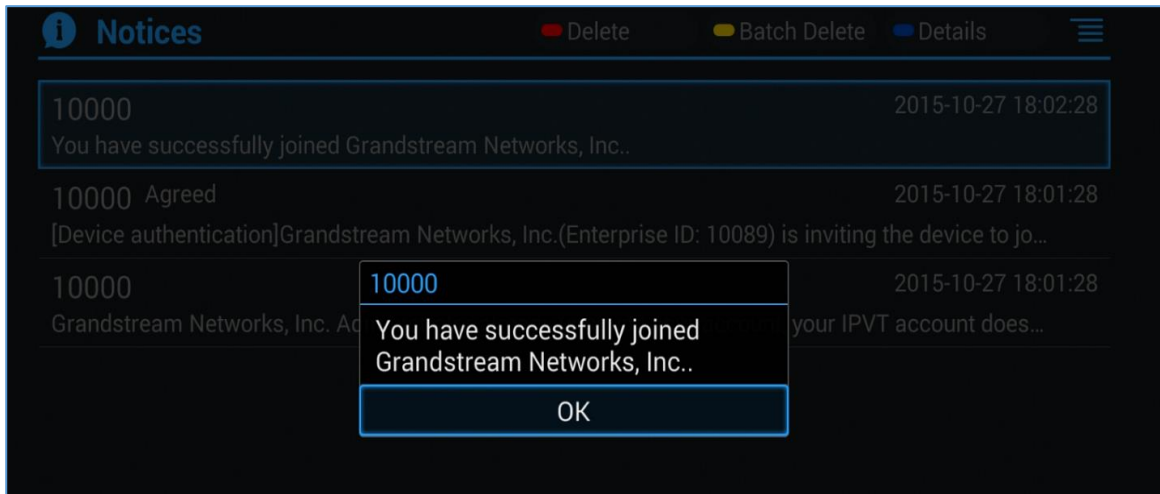 Notices
Delete
Batch Delete
Details
10000
2015-10-27 18:02:28
You have successfully joined Grandstream Networks, Inc..
10000 Agreed
2015-10-27 18:01:28
[Device authentication]Grandstream Networks, Inc.(Enterprise ID: 10089) is inviting the device to jo...
10000
2015-10-27 18:01:28
Grandstream Networks, Inc. your IPVT account does...
10000
You have successfully joined
Grandstream Networks, Inc..
OK